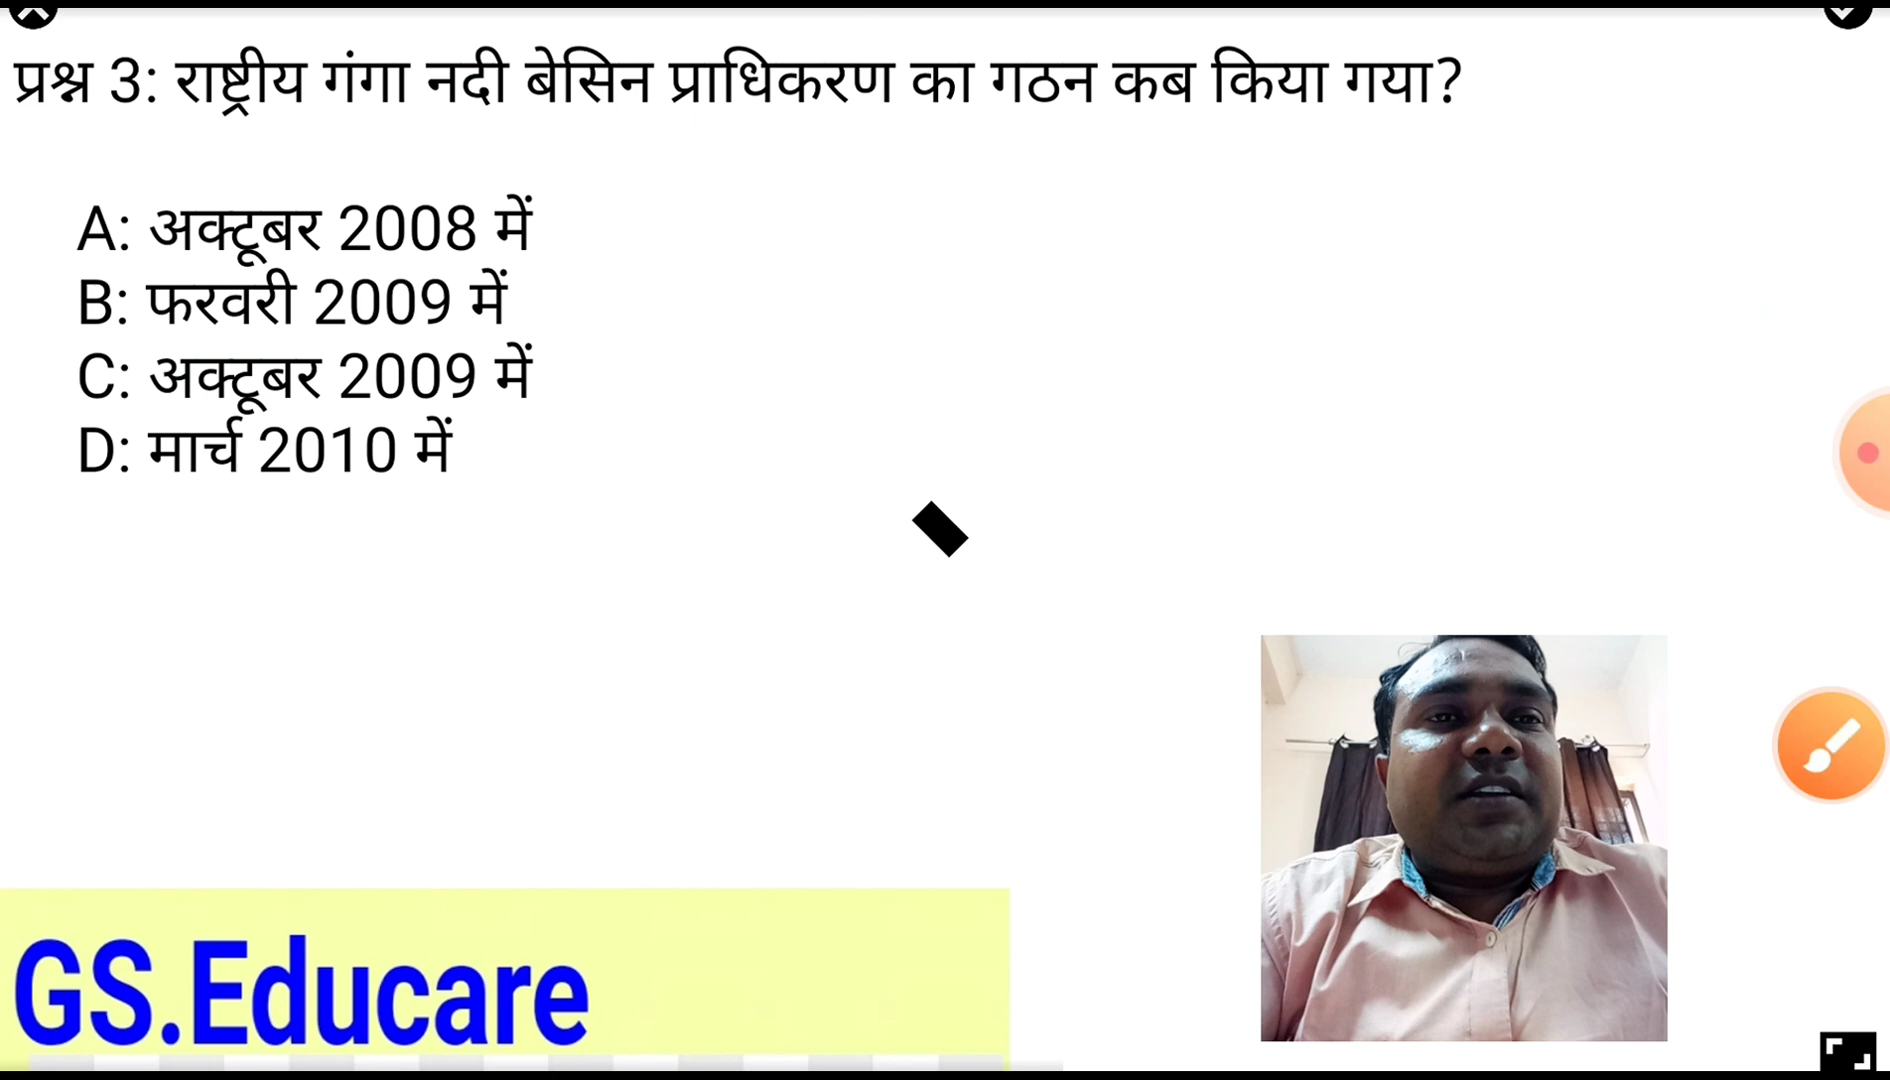 प्रश्न 3: राष्ट्रीय गंगा नदी बेसिन प्राधिकरण का गठन कब किया गया?
A: अक्टूबर 2008 में
B: फरवरी 2009 में
C: अक्टूबर 2009 में
D: मार्च 2010 में
GS.Educare